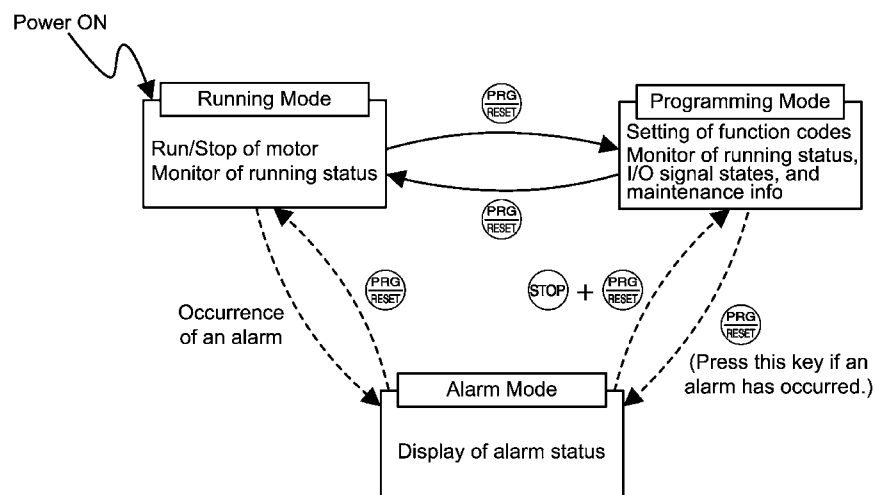 Power ON
Running Mode
Run/Stop of motor
Monitor of running status
PRG
RESET
PRG
RESET
Programming Mode
Setting of function codes
Monitor of running status,
I/O signal states, and
maintenance info
Occurrence
of an alarm
PRG
RESET
STOP + PRG
RESET
PRG
RESET
(Press this key if an
alarm has occurred.)
Alarm Mode
Display of alarm status